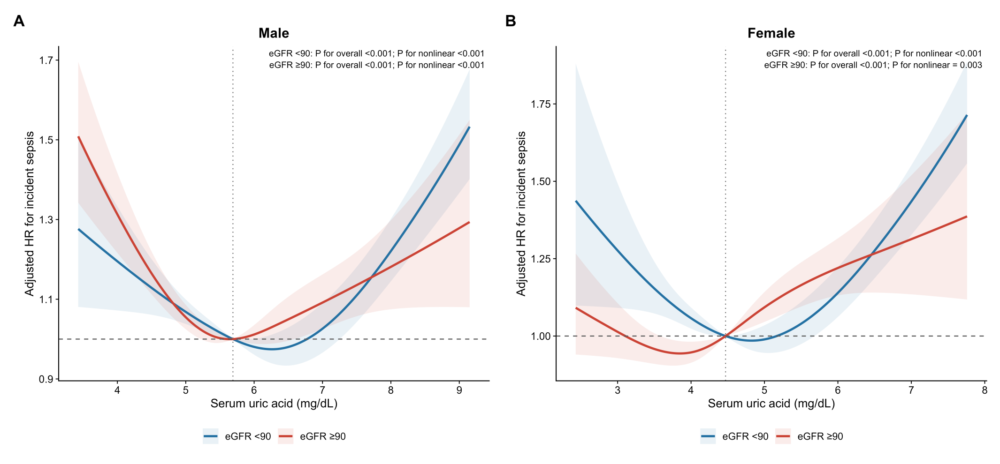 A
Male
eGFR <90: P for overall <0.001; P for nonlinear <0.001
eGFR ≥90: P for overall <0.001; P for nonlinear <0.001
Adjusted HR for incident sepsis
1.7
1.5
1.3
1.1
0.9
4 5 6 7 8 9
Serum uric acid (mg/dL)
eGFR <90 eGFR ≥90
B
Female
eGFR <90: P for overall <0.001; P for nonlinear <0.001
eGFR ≥90: P for overall <0.001; P for nonlinear = 0.003
Adjusted HR for incident sepsis
1.75
1.50
1.25
1.00
3 4 5 6 7 8
Serum uric acid (mg/dL)
eGFR <90 eGFR ≥90